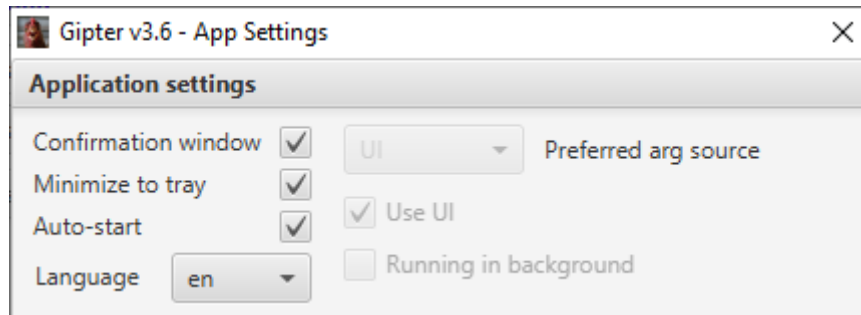 Gipter v3.6 - App Settings
Application settings
Confirmation window
UI
Preferred arg source
Minimize to tray
Use UI
Auto-start
Running in background
Language
en